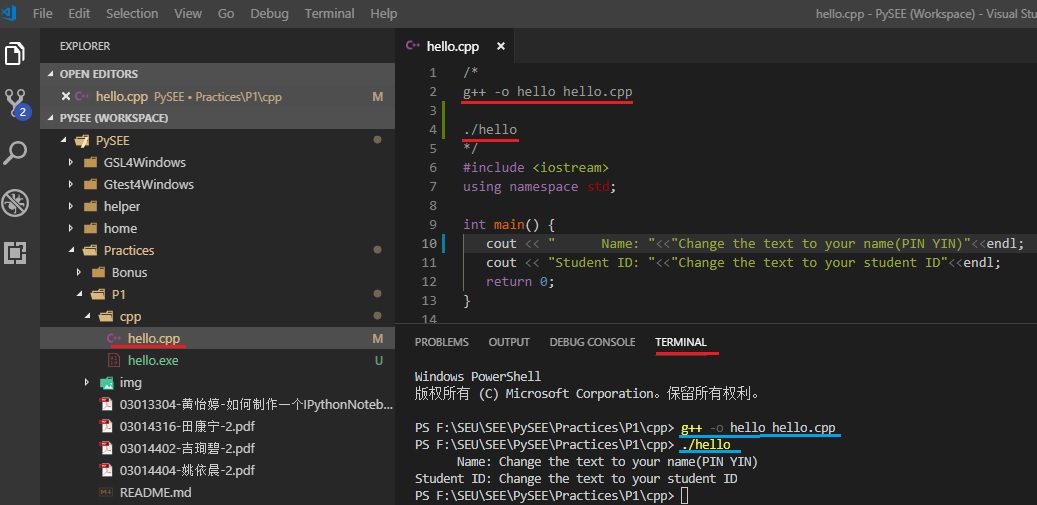 File Edit Selection View Go Debug Terminal Help
hello.cpp - PySEE (Workspace) - Visual Stu
EXPLORER
OPEN EDITORS
hello.cpp PySEE • Practices\P1\cpp M
2
PYSEE (WORKSPACE)
PySEE
GSL4Windows
Gtest4Windows
helper
home
Practices
Bonus
P1
cpp
hello.cpp M
hello.exe U
img
03013304-黄怡婷-如何制作一个IPythonNoteb...
03014316-田康宁-2.pdf
03014402-吉珣碧-2.pdf
03014404-姚依晨-2.pdf
README.md
hello.cpp
1 /*
2 g++ -o hello hello.cpp
3
4 ./hello
5 */
6 #include <iostream>
7 using namespace std;
8
9 int main() {
10 cout << "      Name: "<<"Change the text to your name(PIN YIN)"<<endl;
11 cout << "Student ID: "<<"Change the text to your student ID"<<endl;
12 return 0;
13 }
14
PROBLEMS OUTPUT DEBUG CONSOLE TERMINAL
Windows PowerShell
版权所有 (C) Microsoft Corporation。保留所有权利。
PS F:\SEU\SEE\PySEE\Practices\P1\cpp> g++ -o hello hello.cpp
PS F:\SEU\SEE\PySEE\Practices\P1\cpp> ./hello
Name: Change the text to your name(PIN YIN)
Student ID: Change the text to your student ID
PS F:\SEU\SEE\PySEE\Practices\P1\cpp>